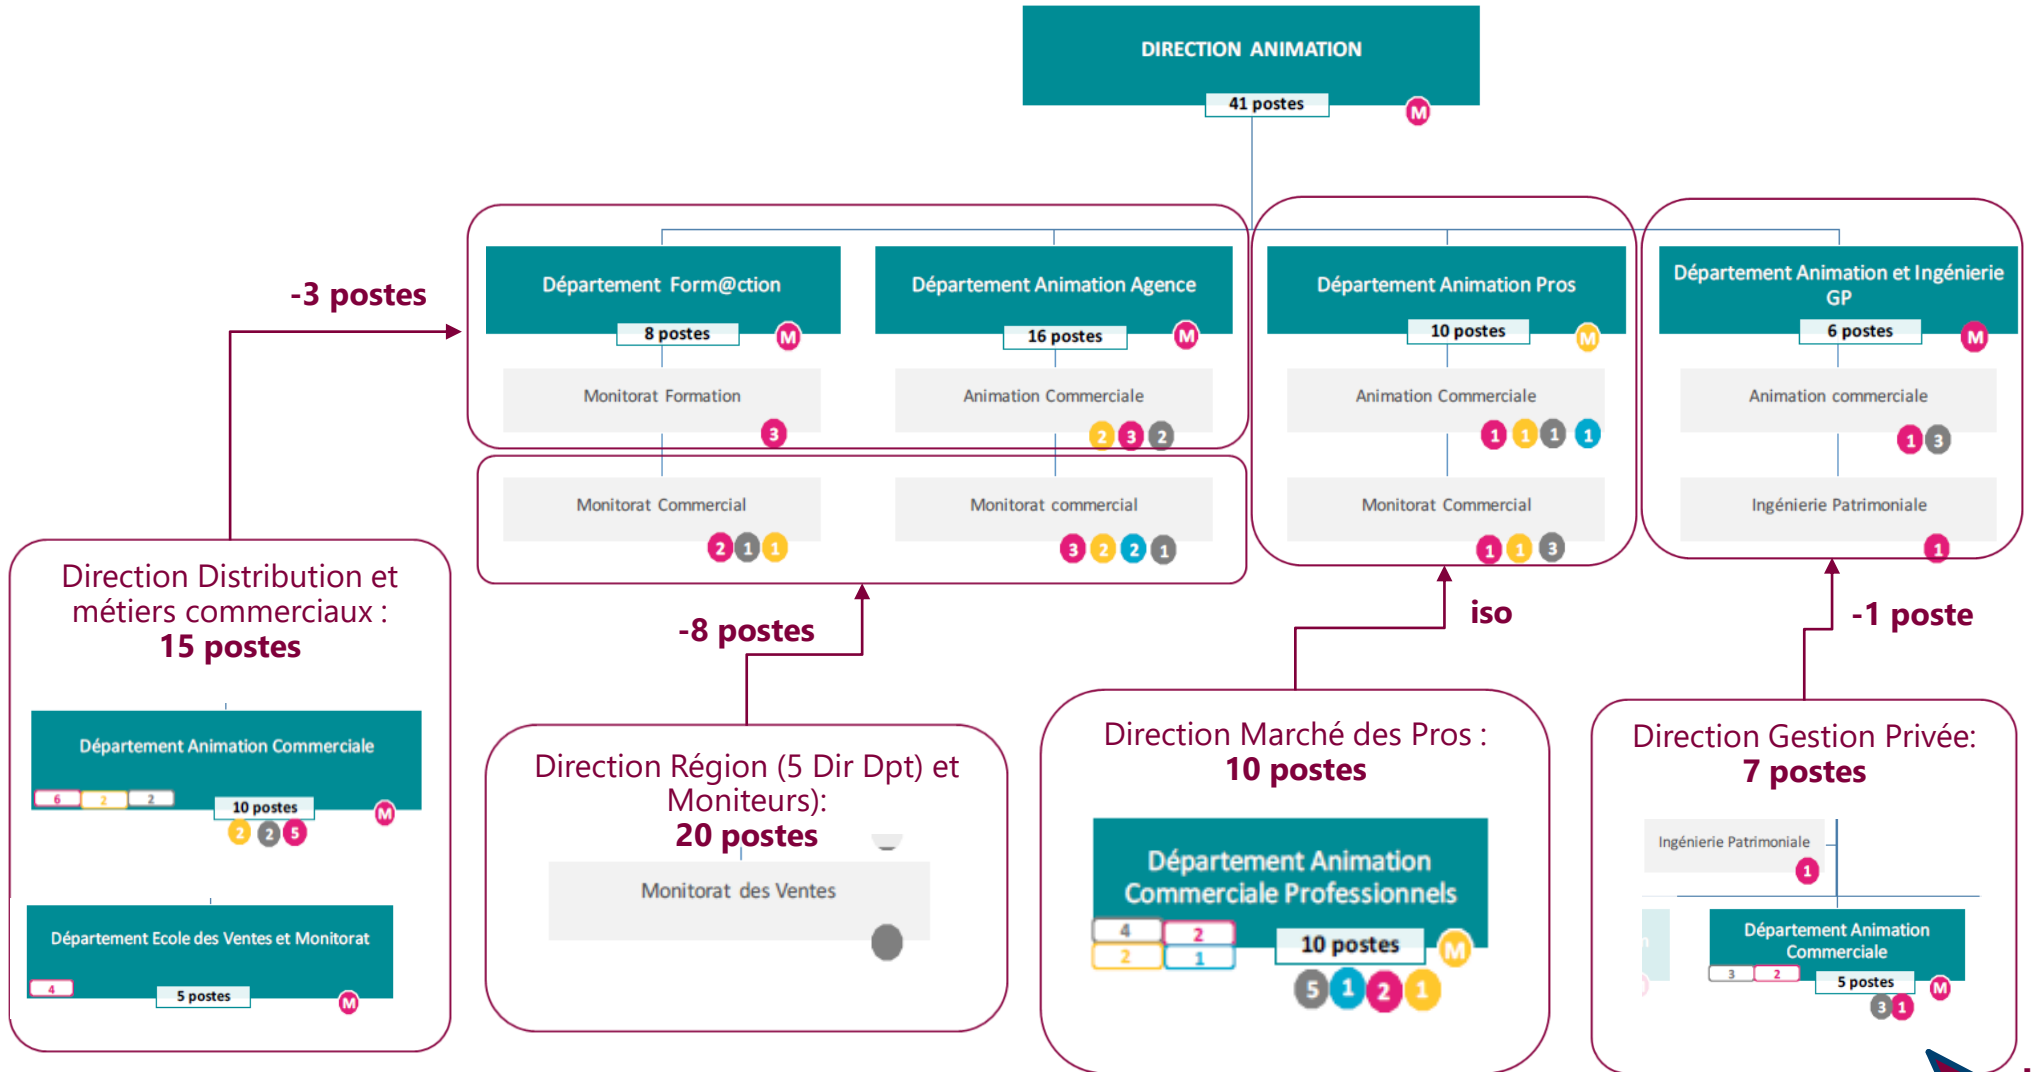 DIRECTION ANIMATION
41 postes
M
-3 postes
Département Form@ction
8 postes
M
Monitorat Formation
3
Monitorat Commercial
2 1 1
Département Animation Agence
16 postes
M
Animation Commerciale
2 3 2
Monitorat commercial
3 2 2 1
Département Animation Pros
10 postes
M
Animation Commerciale
1 1 1 1
Monitorat Commercial
1 1 3
Département Animation et Ingénierie
GP
6 postes
M
Animation commerciale
1 3
Ingénierie Patrimoniale
1
-8 postes
iso
-1 poste
Direction Distribution et
métiers commerciaux :
15 postes
Département Animation Commerciale
6 2 2
10 postes
M
2 2 5
Département Ecole des Ventes et Monitorat
4
5 postes
M
Direction Région (5 Dir Dpt) et
Moniteurs):
20 postes
Monitorat des Ventes
Direction Marché des Pros :
10 postes
Département Animation
Commerciale Professionnels
4 2
2 1
10 postes
M
5 1 2 1
Direction Gestion Privée:
7 postes
Ingénierie Patrimoniale
1
Département Animation
Commerciale
3 2
5 postes
M
3 1